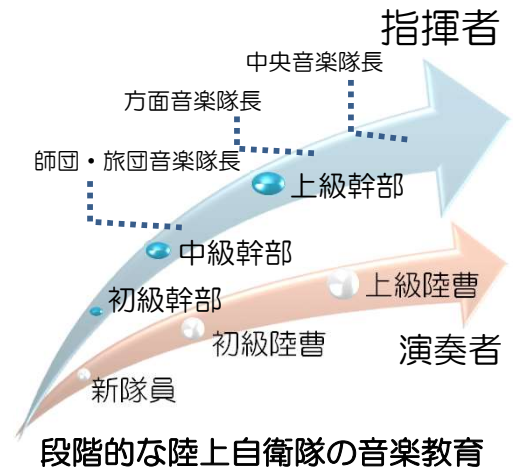 指揮者
中央音楽隊長
方面音楽隊長
師団・旅団音楽隊長
上級幹部
中級幹部
上級陸曹
初級幹部
初級陸曹
演奏者
新隊員
段階的な陸上自衛隊の音楽教育